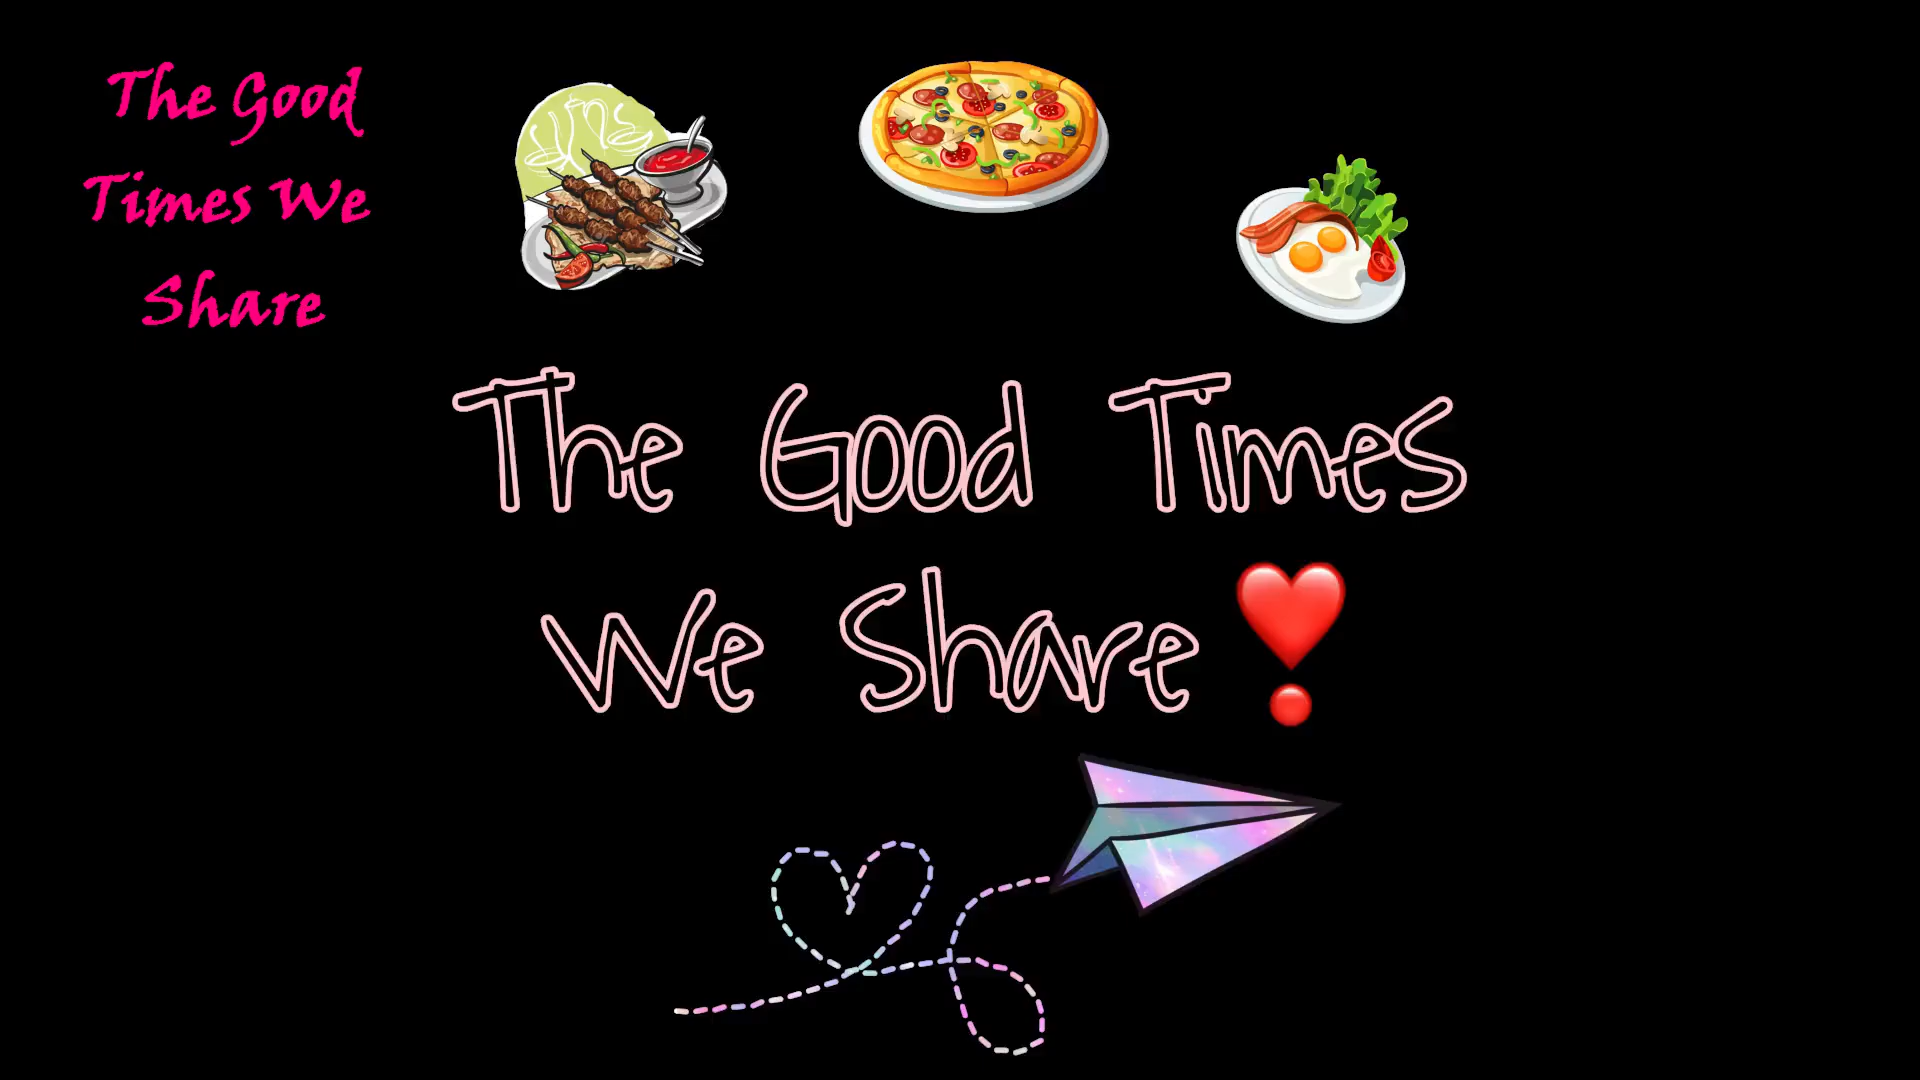 The Good
Times We
Share
The Good Times
We Share❣